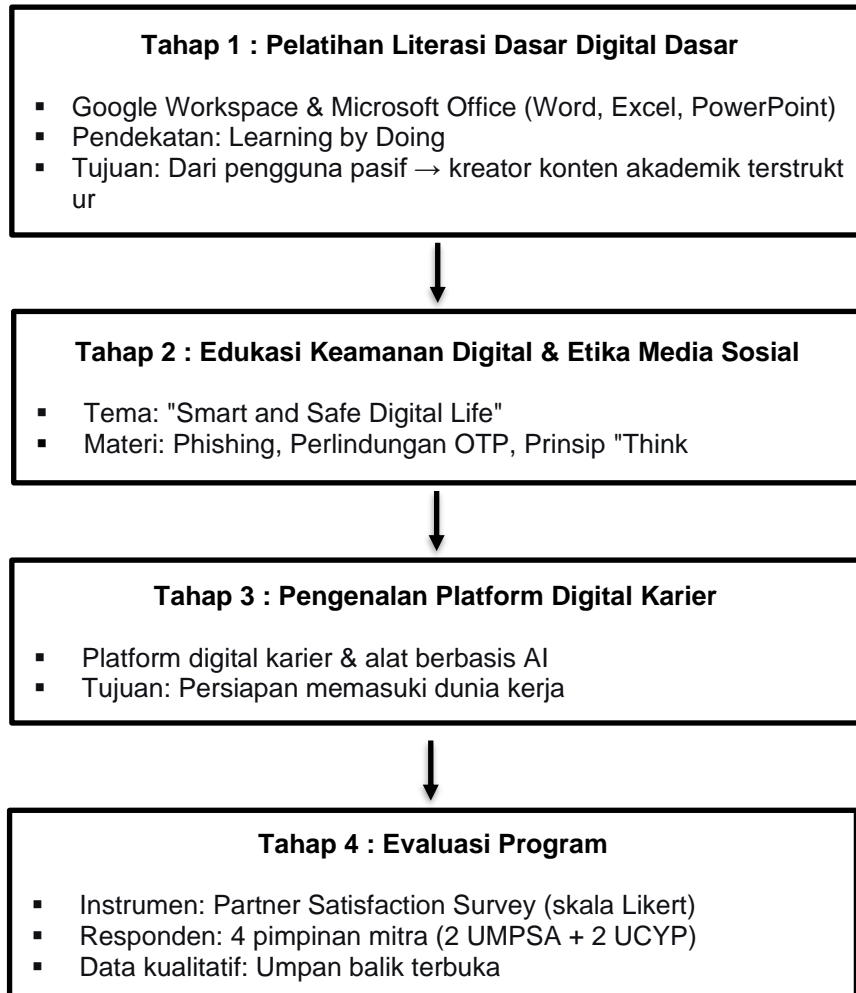 Tahap 1 : Pelatihan Literasi Dasar Digital Dasar
▪ Google Workspace & Microsoft Office (Word, Excel, PowerPoint)
▪ Pendekatan: Learning by Doing
▪ Tujuan: Dari pengguna pasif → kreator konten akademik terstrukt
ur
Tahap 2 : Edukasi Keamanan Digital & Etika Media Sosial
▪ Tema: "Smart and Safe Digital Life"
▪ Materi: Phishing, Perlindungan OTP, Prinsip "Think
Tahap 3 : Pengenalan Platform Digital Karier
▪ Platform digital karier & alat berbasis AI
▪ Tujuan: Persiapan memasuki dunia kerja
Tahap 4 : Evaluasi Program
▪ Instrumen: Partner Satisfaction Survey (skala Likert)
▪ Responden: 4 pimpinan mitra (2 UMPSA + 2 UCYP)
▪ Data kualitatif: Umpan balik terbuka